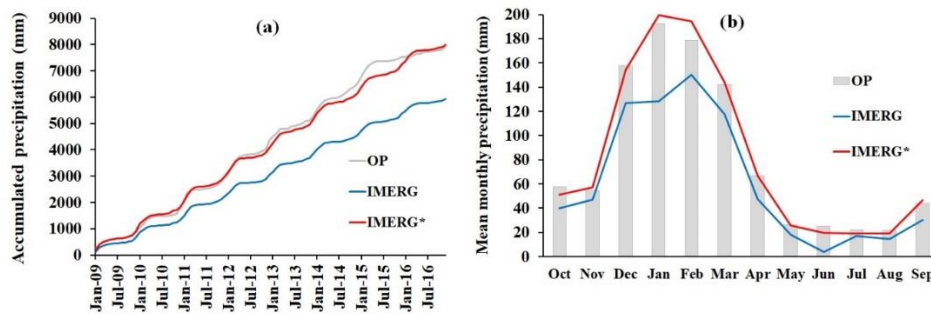 (a)
Accumulated precipitation (mm)
9000
8000
7000
6000
5000
4000
3000
2000
1000
0
OP
IMERG
IMERG*
Jan-09
Jul-09
Jan-10
Jul-10
Jan-11
Jul-11
Jan-12
Jul-12
Jan-13
Jul-13
Jan-14
Jul-14
Jan-15
Jul-15
Jan-16
Jul-16
(b)
Mean monthly precipitation (mm)
200
180
160
140
120
100
80
60
40
20
0
OP
IMERG
IMERG*
Oct Nov Dec Jan Feb Mar Apr May Jun Jul Aug Sep